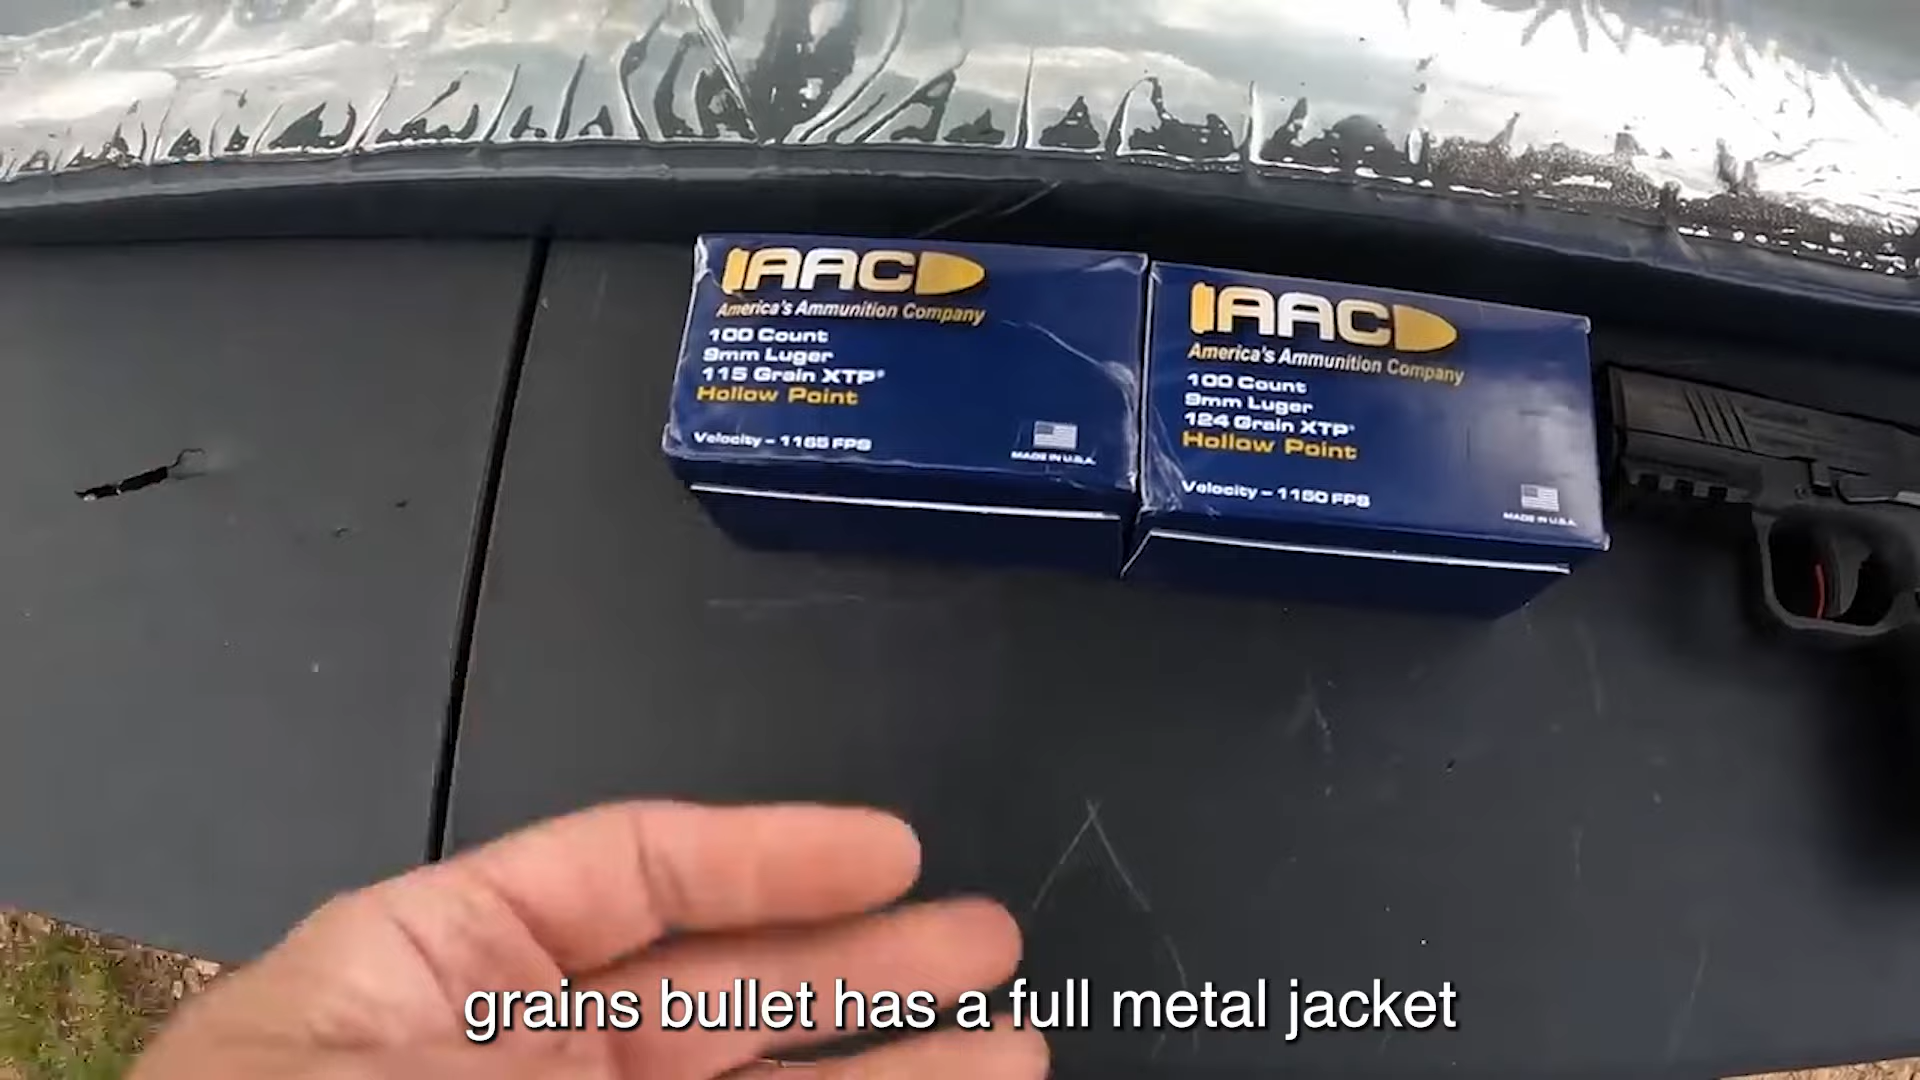 AAC
America's Ammunition Company
100 Count
9mm Luger
115 Grain XTP®
Hollow Point
Velocity – 1165 FPS
MADE IN U.S.A.
AAC
America's Ammunition Company
100 Count
9mm Luger
124 Grain XTP®
Hollow Point
Velocity – 1150 FPS
MADE IN U.S.A.
grains bullet has a full metal jacket